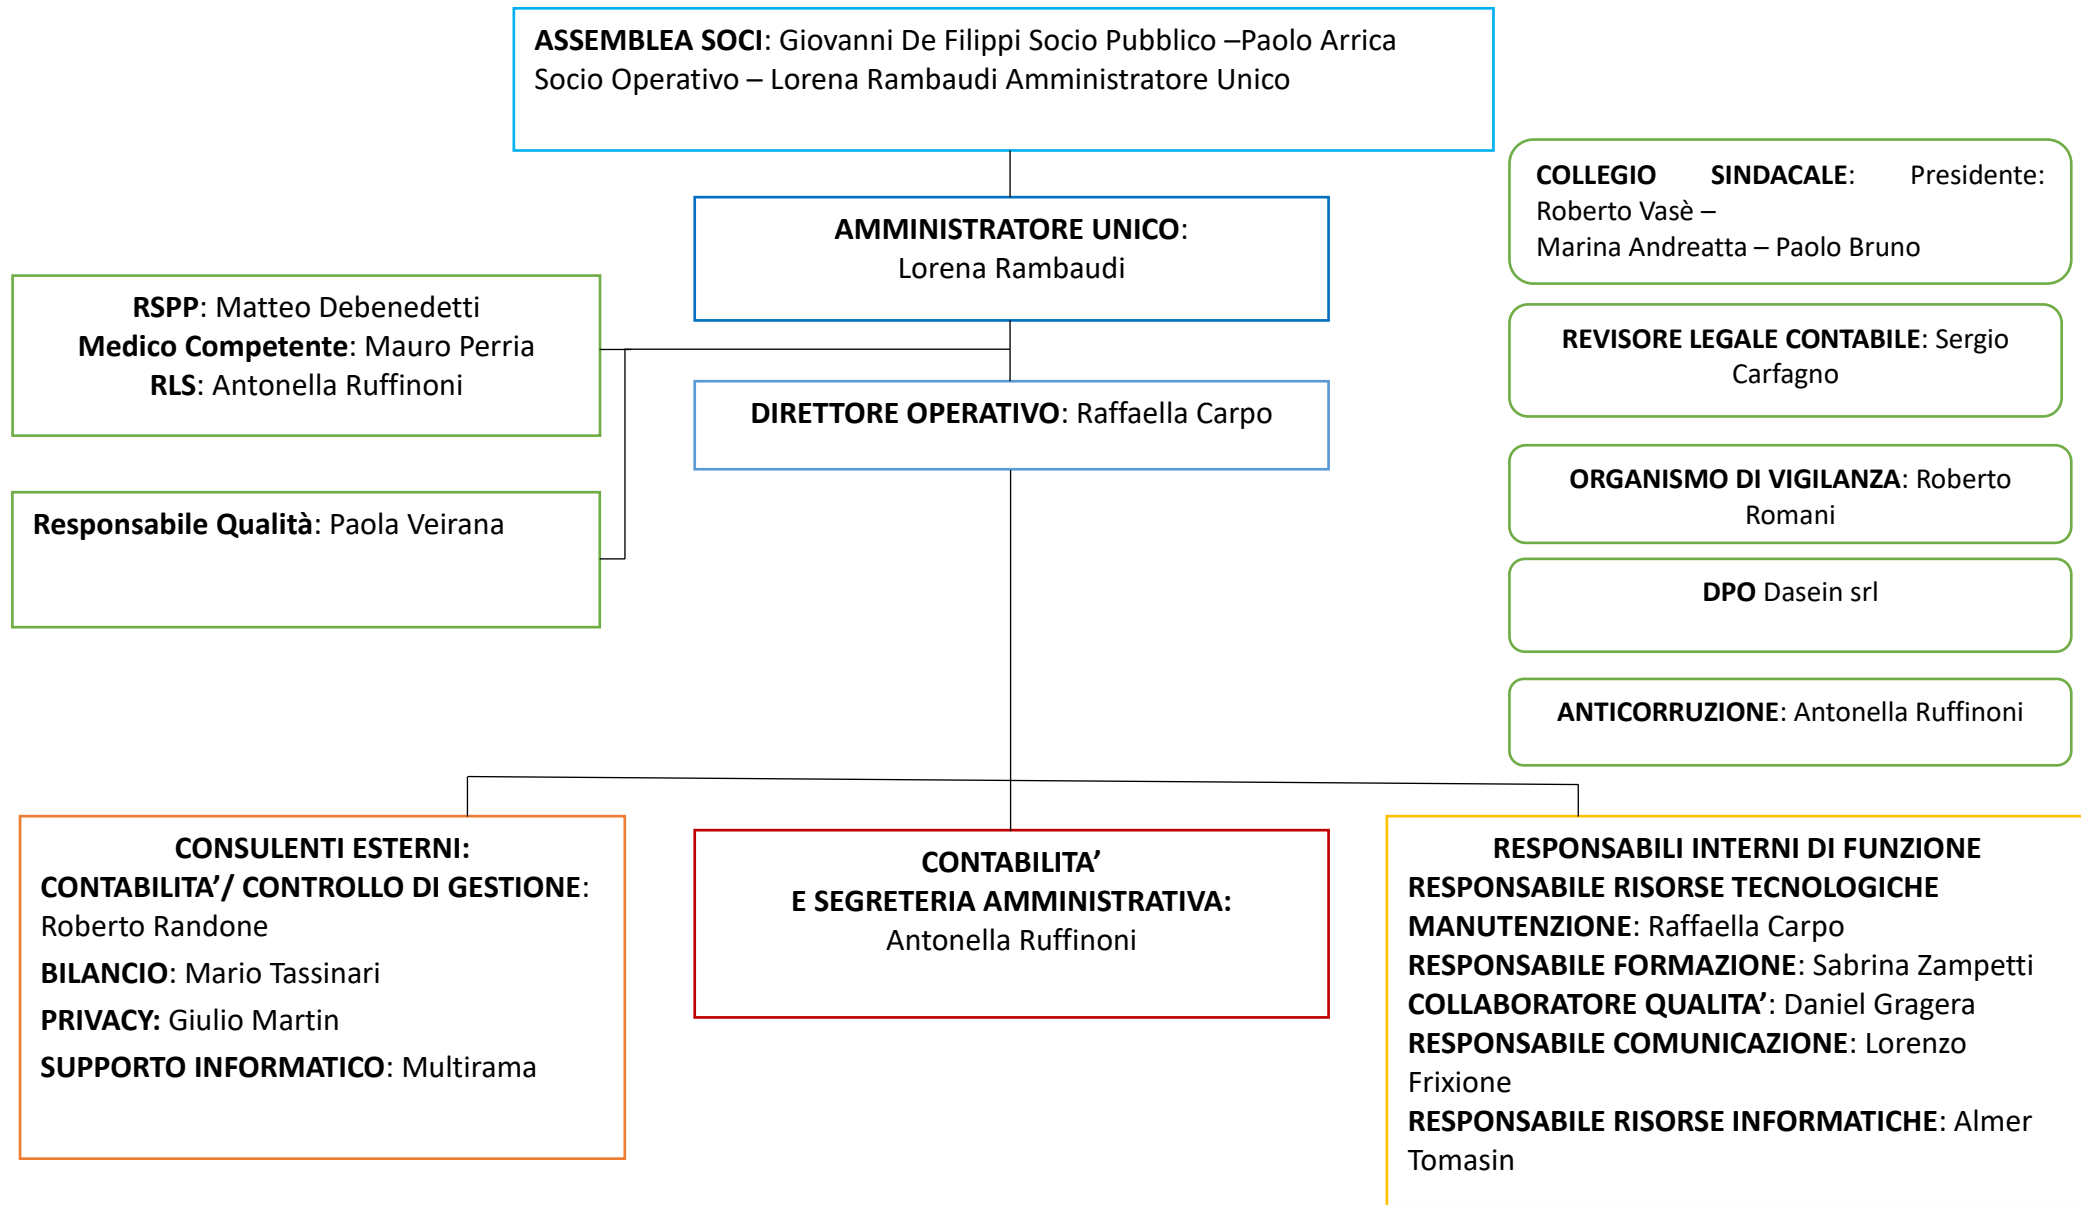 ASSEMBLEA SOCI: Giovanni De Filippi Socio Pubblico –Paolo Arrica
Socio Operativo – Lorena Rambaudi Amministratore Unico
COLLEGIO SINDACALE: Presidente:
Roberto Vasè –
Marina Andreatta – Paolo Bruno
AMMINISTRATORE UNICO:
Lorena Rambaudi
RSPP: Matteo Debenedetti
Medico Competente: Mauro Perria
RLS: Antonella Ruffinoni
REVISORE LEGALE CONTABILE: Sergio
Carfagno
DIRETTORE OPERATIVO: Raffaella Carpo
ORGANISMO DI VIGILANZA: Roberto
Romani
Responsabile Qualità: Paola Veirana
DPO Dasein srl
ANTICORRUZIONE: Antonella Ruffinoni
CONSULENTI ESTERNI:
CONTABILITA’/ CONTROLLO DI GESTIONE:
Roberto Randone
BILANCIO: Mario Tassinari
PRIVACY: Giulio Martin
SUPPORTO INFORMATICO: Multirama
CONTABILITA’
E SEGRETERIA AMMINISTRATIVA:
Antonella Ruffinoni
RESPONSABILI INTERNI DI FUNZIONE
RESPONSABILE RISORSE TECNOLOGICHE
MANUTENZIONE: Raffaella Carpo
RESPONSABILE FORMAZIONE: Sabrina Zampetti
COLLABORATORE QUALITA’: Daniel Gragera
RESPONSABILE COMUNICAZIONE: Lorenzo
Frixione
RESPONSABILE RISORSE INFORMATICHE: Almer
Tomasin